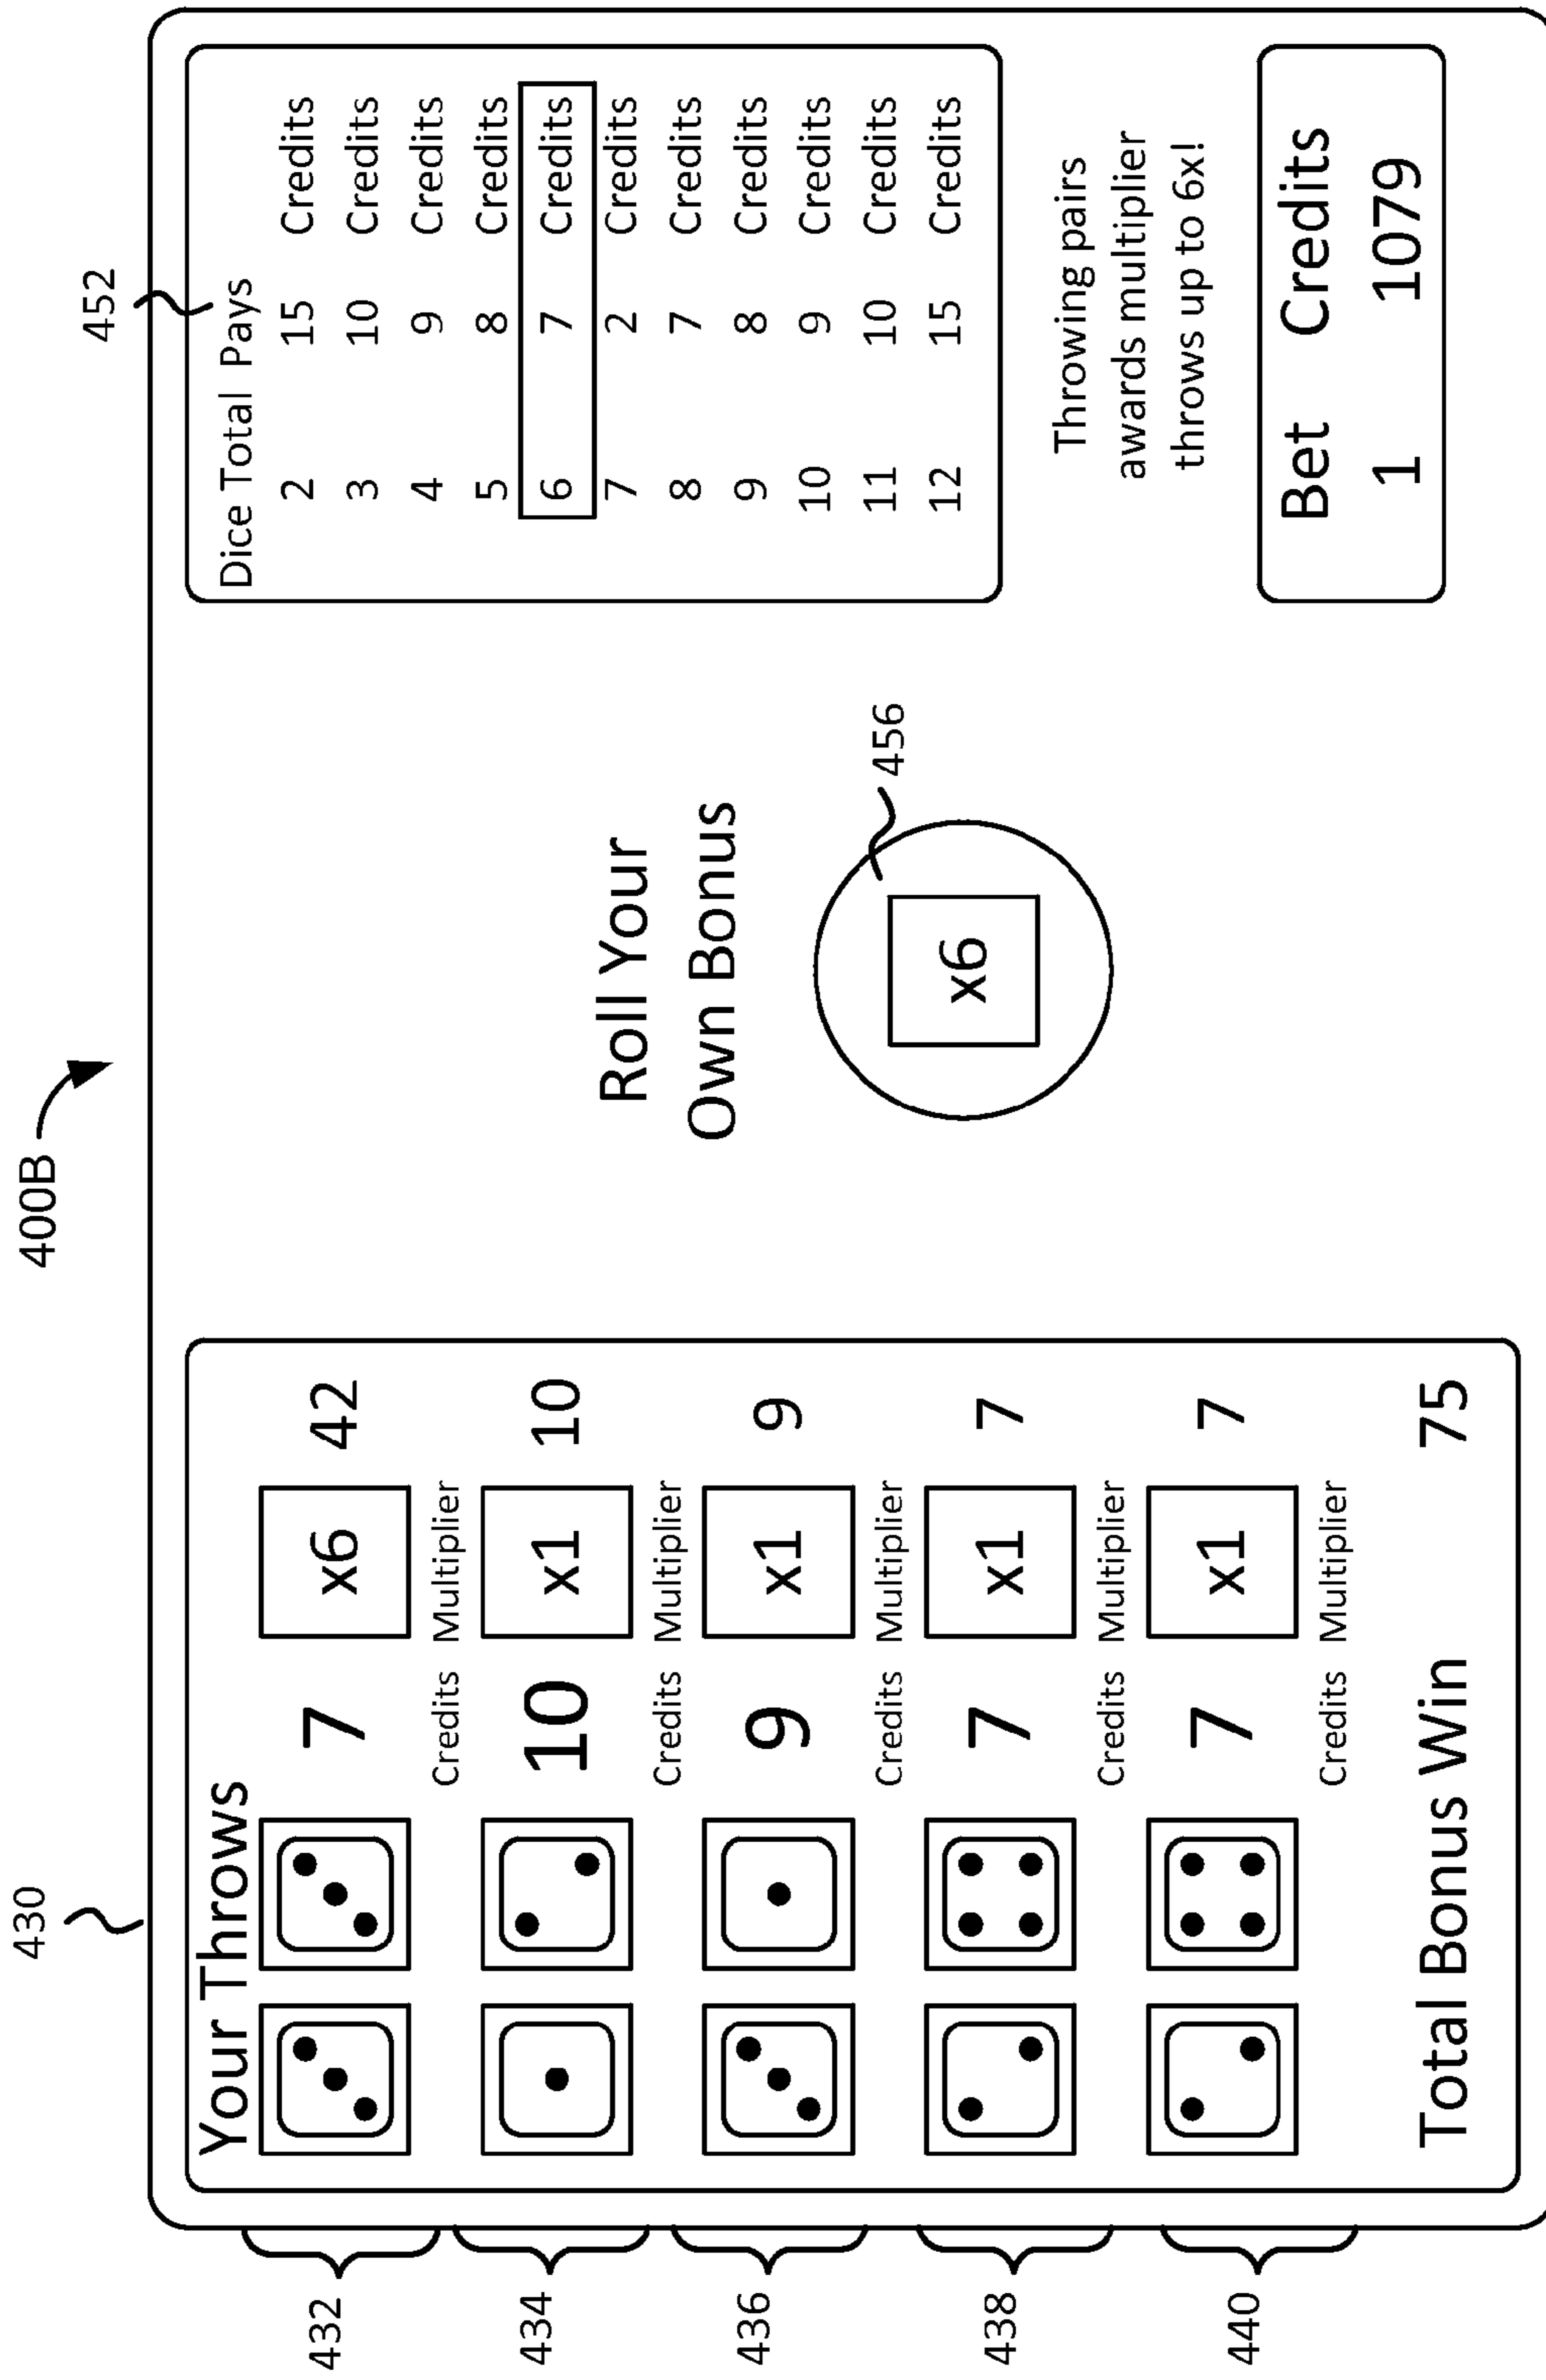 400B
430
452
Your Throws
432
7
x6
42
Credits Multiplier
434
10
x1
10
Credits Multiplier
436
9
x1
9
Credits Multiplier
438
7
x1
7
Credits Multiplier
440
7
x1
7
Credits Multiplier
Total Bonus Win 75
Roll Your
Own Bonus
x6
456
Dice Total Pays
2 15 Credits
3 10 Credits
4 9 Credits
5 8 Credits
6 7 Credits
7 2 Credits
8 7 Credits
9 8 Credits
10 9 Credits
11 10 Credits
12 15 Credits
Throwing pairs
awards multiplier
throws up to 6x!
Bet Credits
1 1079